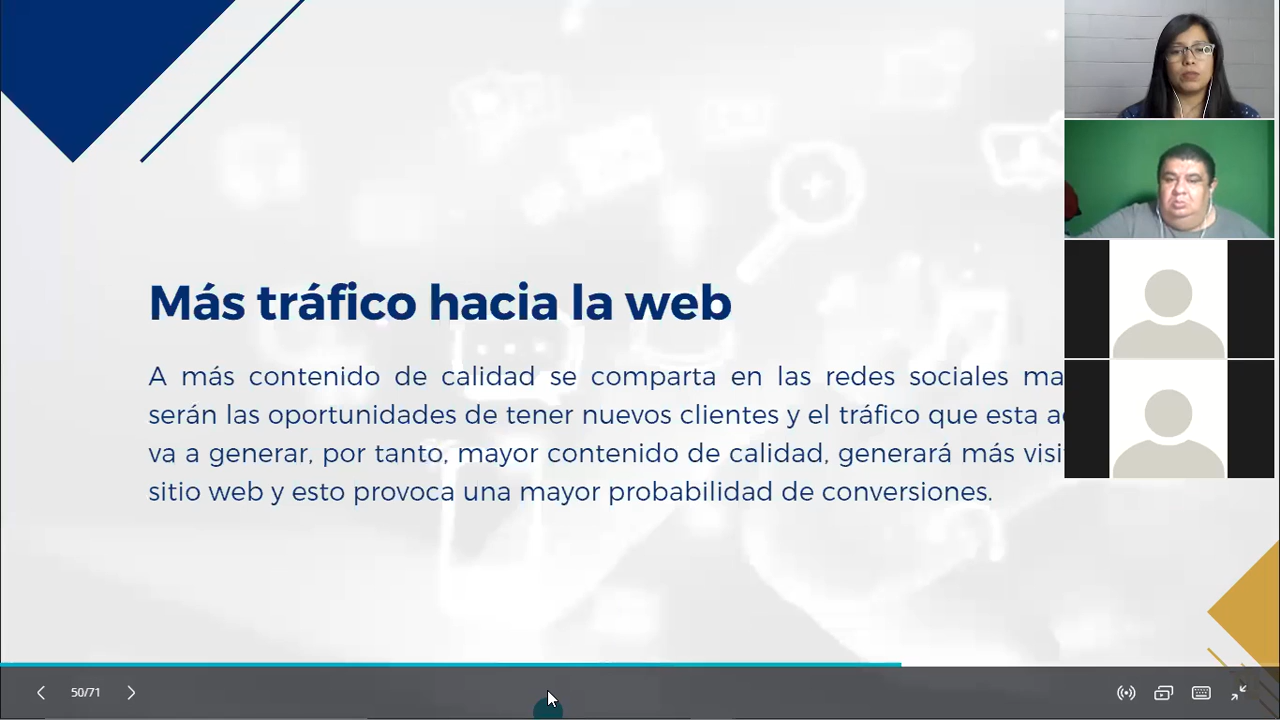 Más tráfico hacia la web
A más contenido de calidad se comparta en las redes sociales
serán las oportunidades de tener nuevos clientes y el tráfico que esta
va a generar, por tanto, mayor contenido de calidad, generará más
sitio web y esto provoca una mayor probabilidad de conversiones.
50/71